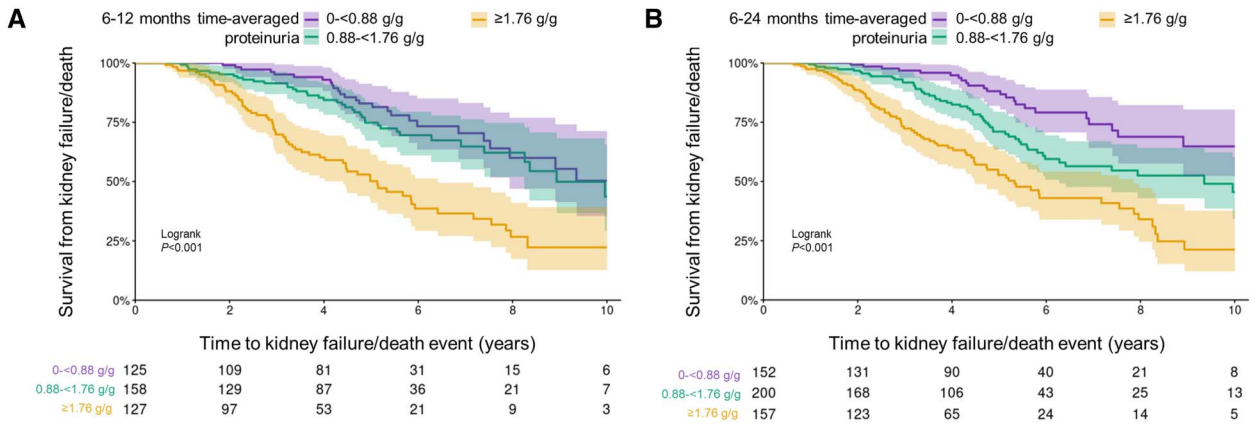 A
6-12 months time-averaged 0-<0.88 g/g ≥1.76 g/g
proteinuria 0.88-<1.76 g/g
Survival from kidney failure/death
100%
75%
50%
25%
0%
Logrank
P<0.001
0 2 4 6 8 10
Time to kidney failure/death event (years)
0-<0.88 g/g 125 109 81 31 15 6
0.88-<1.76 g/g 158 129 87 36 21 7
≥1.76 g/g 127 97 53 21 9 3
B
6-24 months time-averaged 0-<0.88 g/g ≥1.76 g/g
proteinuria 0.88-<1.76 g/g
Survival from kidney failure/death
100%
75%
50%
25%
0%
Logrank
P<0.001
0 2 4 6 8 10
Time to kidney failure/death event (years)
0-<0.88 g/g 152 131 90 40 21 8
0.88-<1.76 g/g 200 168 106 43 25 13
≥1.76 g/g 157 123 65 24 14 5